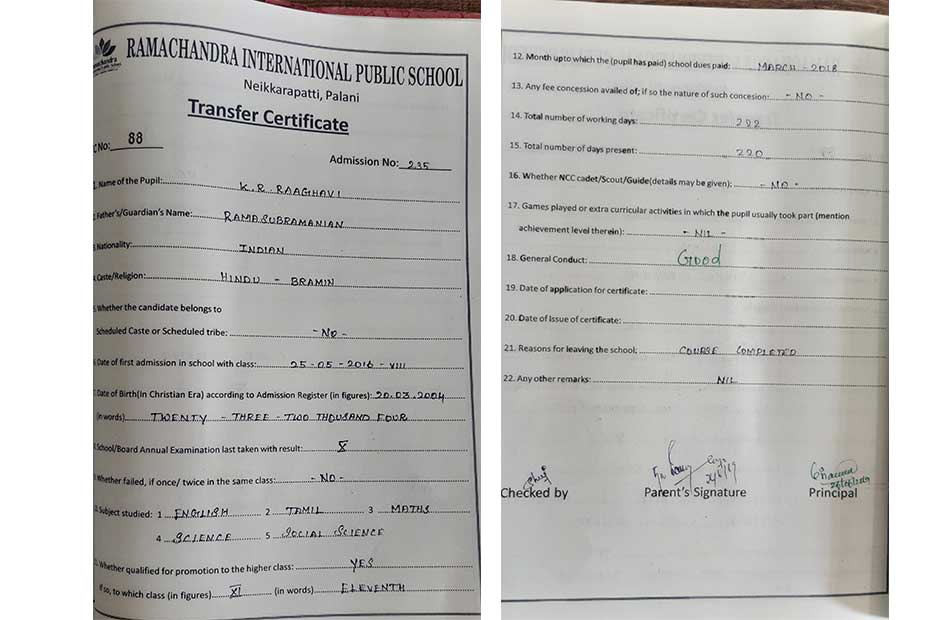 RAMACHANDRA INTERNATIONAL PUBLIC SCHOOL
Neikkarapatti, Palani
Transfer Certificate
No: 88
Admission No: 235
Name of the Pupil: K.R. RAAGHAVI
Father's/Guardian's Name: RAMASUBRAMANIAN
Nationality: INDIAN
Caste/Religion: HINDU - BRAMIN
Whether the candidate belongs to
Scheduled Caste or Scheduled tribe: - NO -
Date of first admission in school with class: 25-05-2016-VIII
Date of Birth(In Christian Era) according to Admission Register (in figures): 20.03.2004
(in words) TWENTY - THREE - TWO THOUSAND FOUR
School/Board Annual Examination last taken with result: X
Whether failed, if once/ twice in the same class: - NO -
Subject studied: 1 ENGLISH 2 TAMIL 3 MATHS
4 SCIENCE 5 SOCIAL SCIENCE
Whether qualified for promotion to the higher class: YES
If so, to which class (in figures) XI (in words) ELEVENTH
12. Month upto which the (pupil has paid) school dues paid: MARCH - 2018
13. Any fee concession availed of; if so the nature of such concesion: - NO -
14. Total number of working days: 222
15. Total number of days present: 220
16. Whether NCC cadet/Scout/Guide(details may be given); - NO -
17. Games played or extra curricular activities in which the pupil usually took part (mention
achievement level therein): - NIL -
18. General Conduct: Good
19. Date of application for certificate:
20. Date of issue of certificate:
21. Reasons for leaving the school; COURSE COMPLETED
22. Any other remarks: NIL
Checked by Parent's Signature Principal